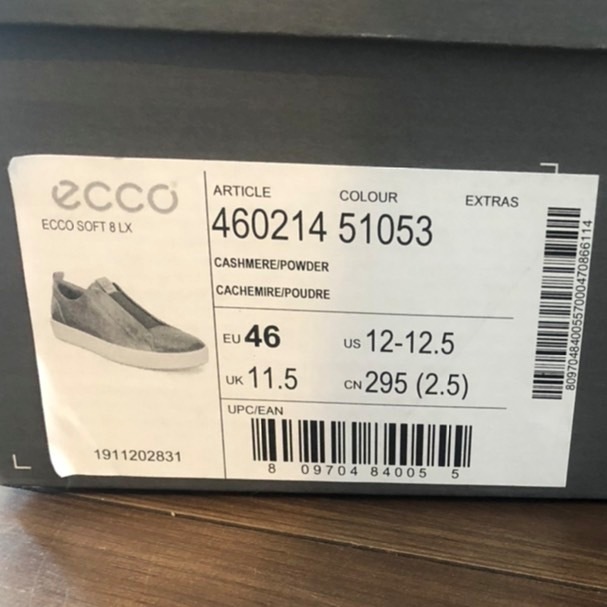 ecco
ECCO SOFT 8 LX
1911202831
ARTICLE COLOUR EXTRAS
460214 51053
CASHMERE/POWDER
CACHEMIRE/POUDRE
EU 46 US 12-12.5
UK 11.5 CN 295 (2.5)
UPC/EAN
8 09704 84005 5
8097048400557000470866114